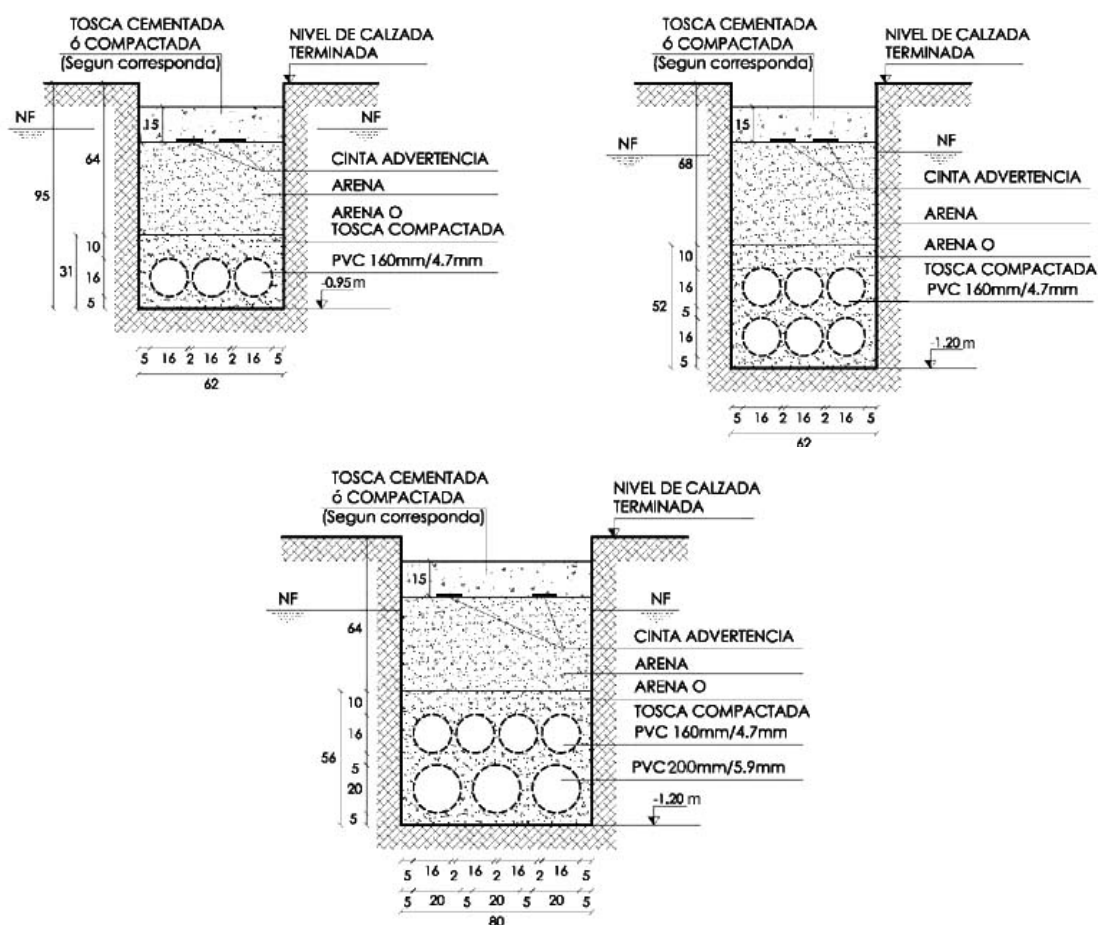 TOSCA CEMENTADA
ó COMPACTADA
(Segun corresponda)
NIVEL DE CALZADA
TERMINADA
NF
NF
15
64
95
CINTA ADVERTENCIA
ARENA
ARENA O
TOSCA COMPACTADA
PVC 160mm/4.7mm
10
31
16
5
-0.95 m
5 16 2 16 2 16 5
62
TOSCA CEMENTADA
ó COMPACTADA
(Segun corresponda)
NIVEL DE CALZADA
TERMINADA
NF
NF
15
68
CINTA ADVERTENCIA
ARENA
ARENA O
TOSCA COMPACTADA
PVC 160mm/4.7mm
10
16
52
5
16
5
-1.20 m
5 16 2 16 2 16 5
62
TOSCA CEMENTADA
ó COMPACTADA
(Segun corresponda)
NIVEL DE CALZADA
TERMINADA
15
NF
NF
64
CINTA ADVERTENCIA
ARENA
ARENA O
TOSCA COMPACTADA
PVC 160mm/4.7mm
PVC200mm/5.9mm
10
16
56
5
20
5
-1.20 m
5 16 2 16 2 16 2 16 5
5 20 5 20 5 20 5
80